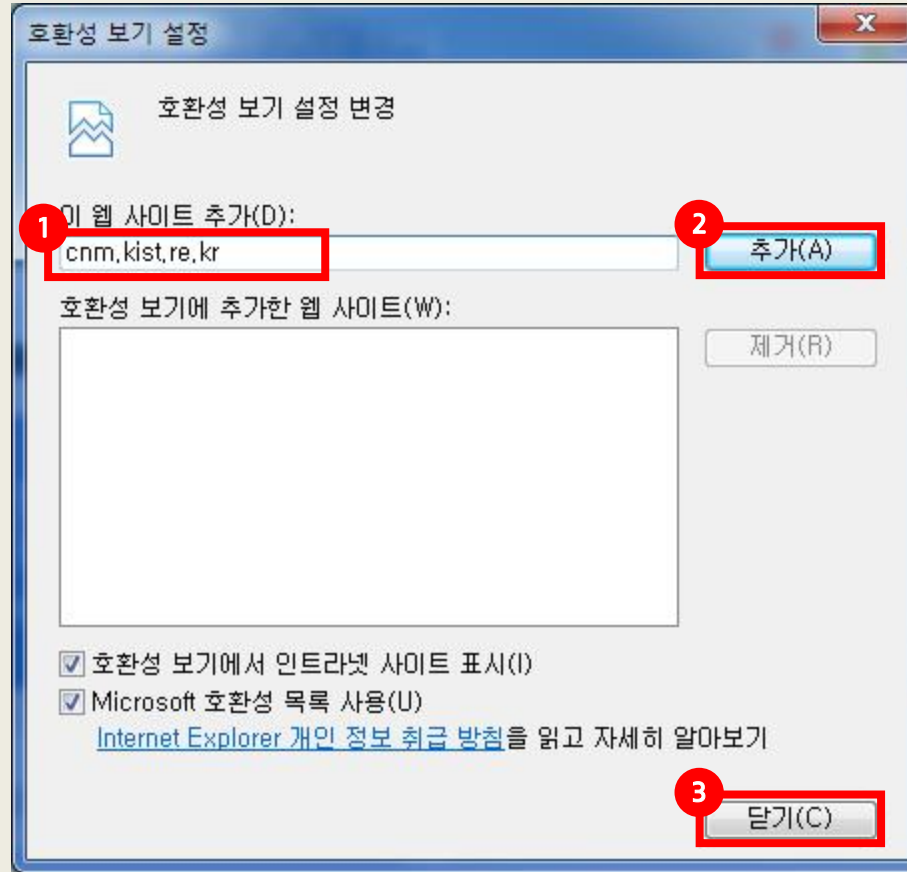 호환성 보기 설정
호환성 보기 설정 변경
이 웹 사이트 추가(D):
1
cnm.kist.re.kr
2
추가(A)
호환성 보기에 추가한 웹 사이트(W):
제거(R)
호환성 보기에서 인트라넷 사이트 표시(I)
Microsoft 호환성 목록 사용(U)
Internet Explorer 개인 정보 취급 방침을 읽고 자세히 알아보기
3
닫기(C)